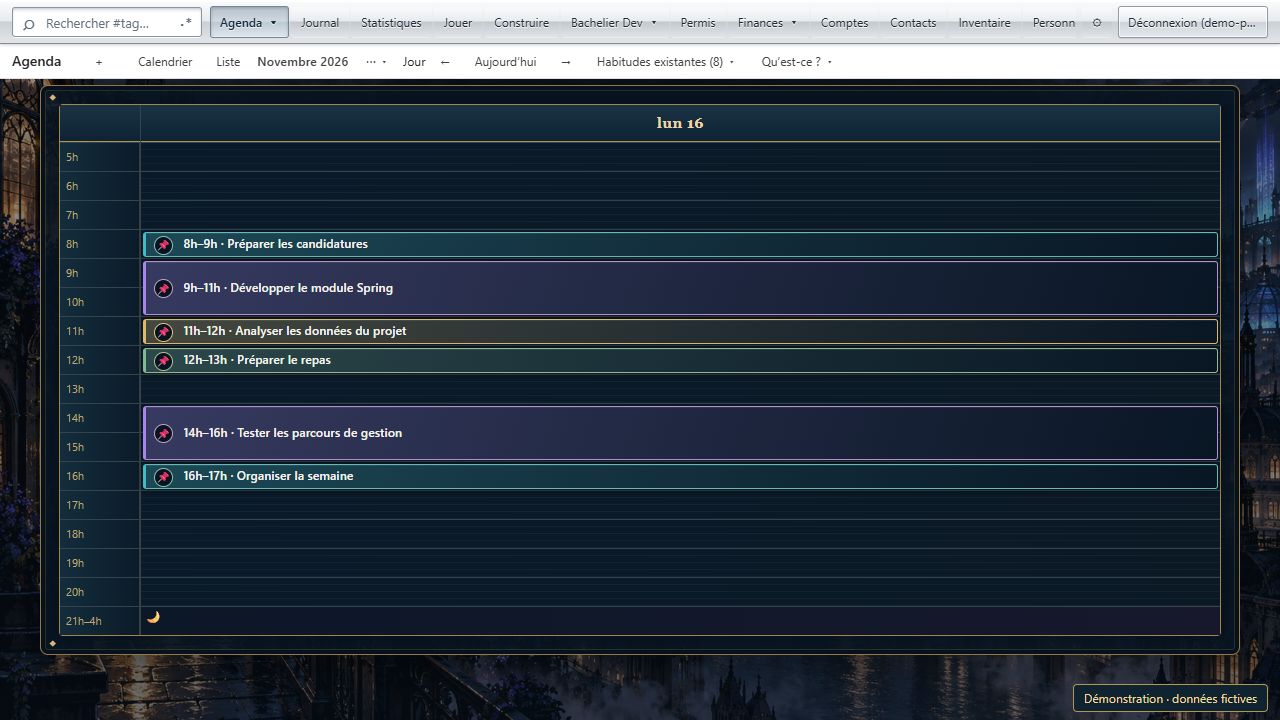 Rechercher #tag... .*
Agenda ▾ Journal Statistiques Jouer Construire Bachelier Dev ▾ Permis Finances ▾ Comptes Contacts Inventaire Personn Déconnexion (demo-p...
Agenda + Calendrier Liste Novembre 2026 ··· ▾ Jour ← Aujourd'hui → Habitudes existantes (8) ▾ Qu'est-ce ? ▾
lun 16
5h
6h
7h
8h
8h–9h · Préparer les candidatures
9h
9h–11h · Développer le module Spring
10h
11h
11h–12h · Analyser les données du projet
12h
12h–13h · Préparer le repas
13h
14h
14h–16h · Tester les parcours de gestion
15h
16h
16h–17h · Organiser la semaine
17h
18h
19h
20h
21h–4h
Démonstration · données fictives